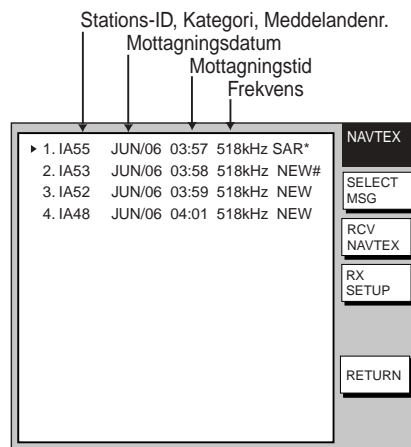 Stations-ID, Kategori, Meddelandenr.
Mottagningsdatum
Mottagningstid
Frekvens
1. IA55 JUN/06 03:57 518kHz SAR*
2. IA53 JUN/06 03:58 518kHz NEW#
3. IA52 JUN/06 03:59 518kHz NEW
4. IA48 JUN/06 04:01 518kHz NEW
NAVTEX
SELECT
MSG
RCV
NAVTEX
RX
SETUP
RETURN